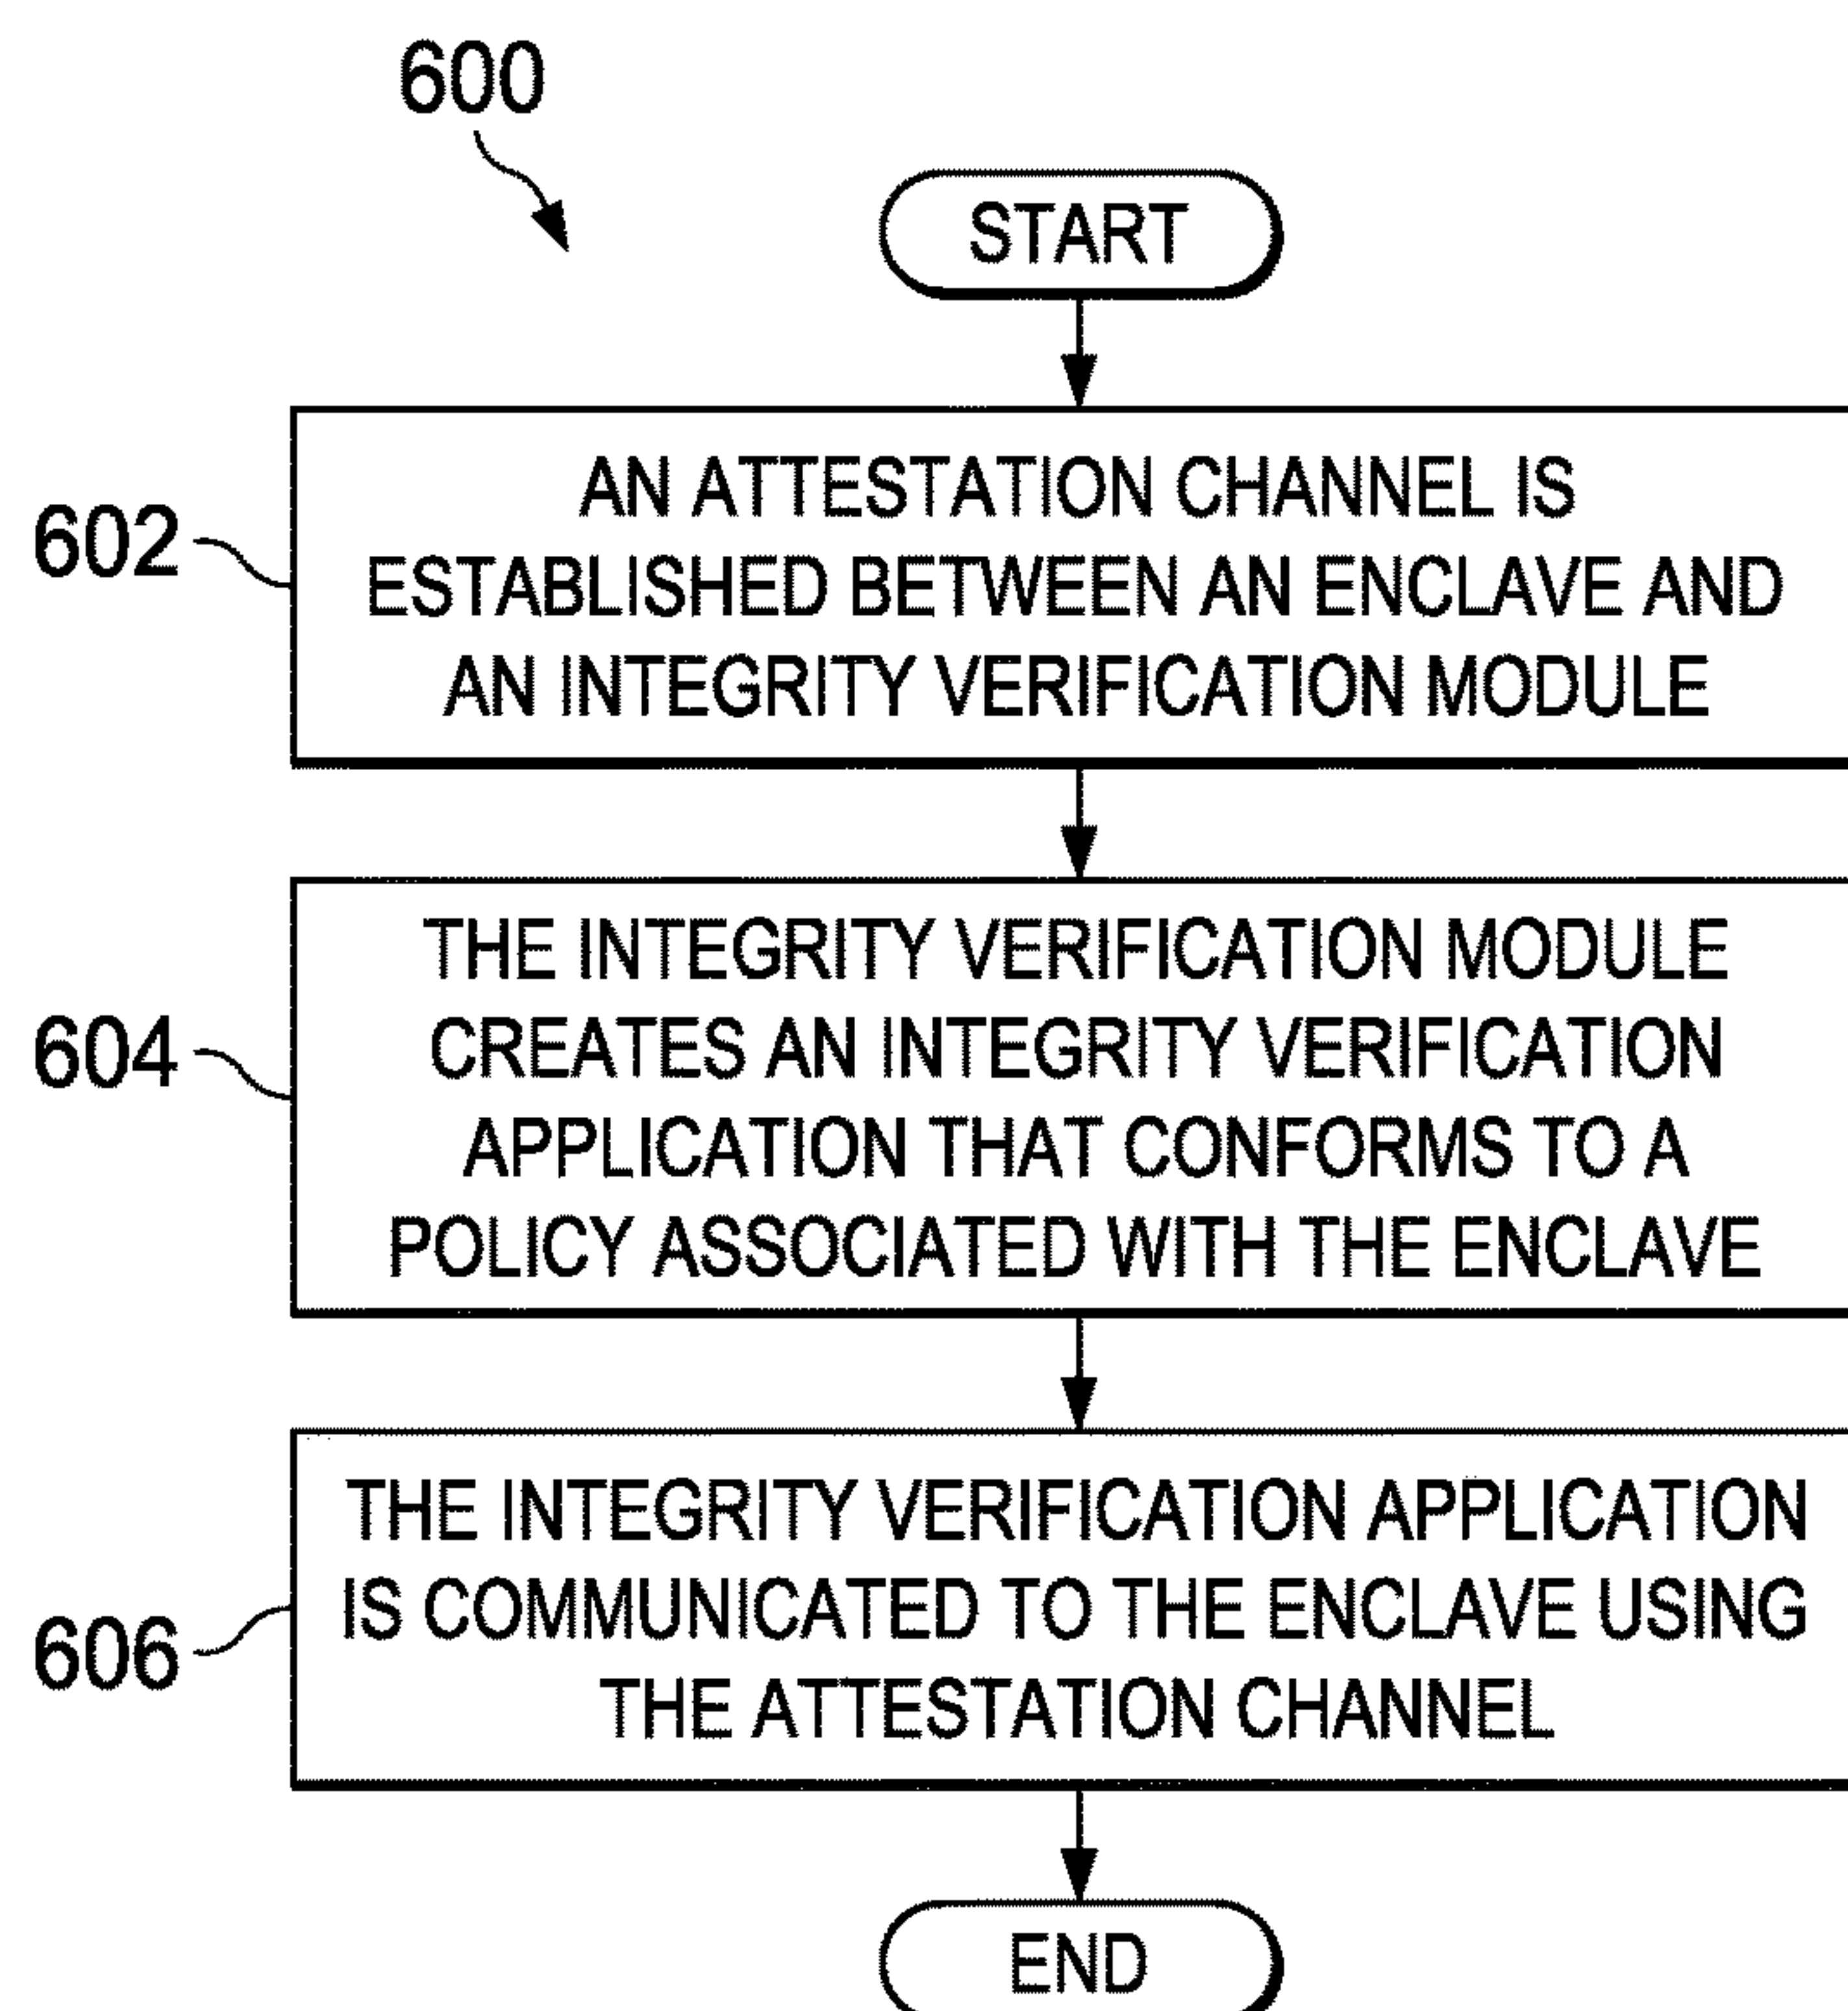 600
START
602
AN ATTESTATION CHANNEL IS
ESTABLISHED BETWEEN AN ENCLAVE AND
AN INTEGRITY VERIFICATION MODULE
604
THE INTEGRITY VERIFICATION MODULE
CREATES AN INTEGRITY VERIFICATION
APPLICATION THAT CONFORMS TO A
POLICY ASSOCIATED WITH THE ENCLAVE
606
THE INTEGRITY VERIFICATION APPLICATION
IS COMMUNICATED TO THE ENCLAVE USING
THE ATTESTATION CHANNEL
END